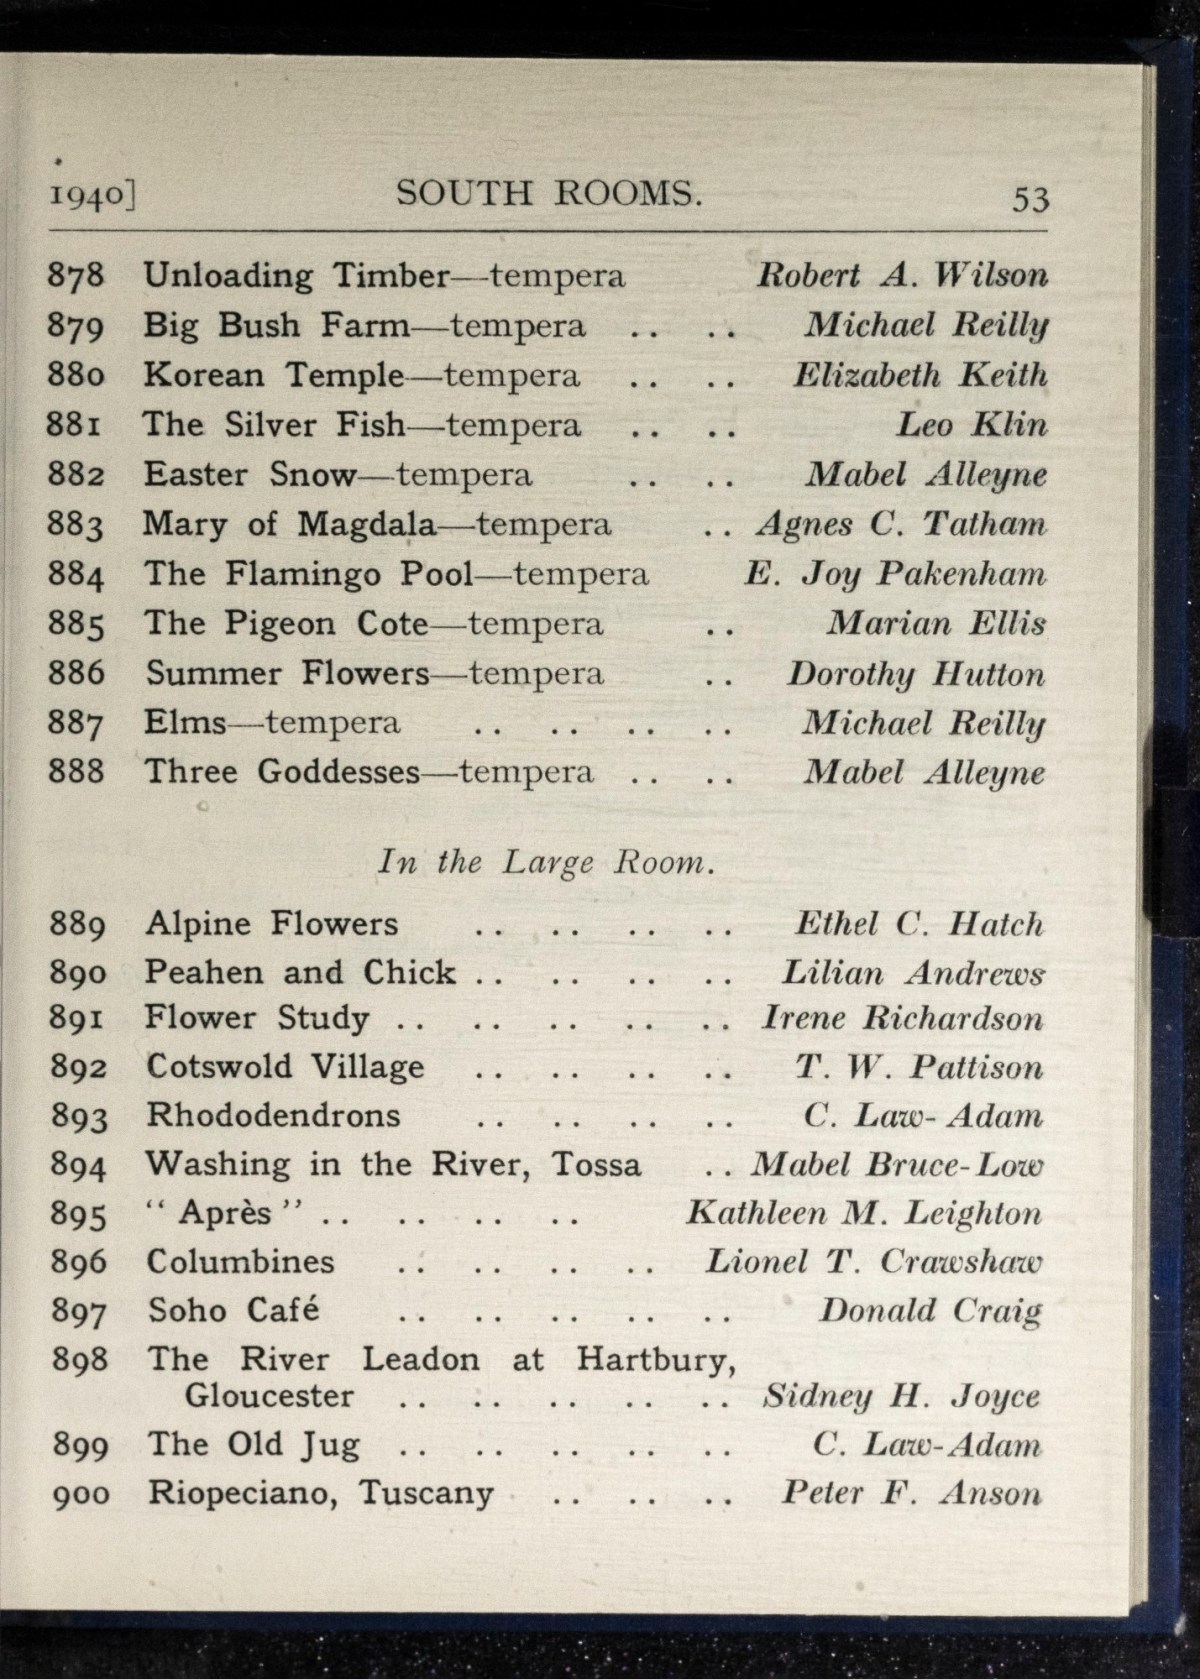 1940] SOUTH ROOMS. 53
878 Unloading Timber—tempera Robert A. Wilson
879 Big Bush Farm—tempera .. .. Michael Reilly
880 Korean Temple—tempera .. .. Elizabeth Keith
881 The Silver Fish—tempera .. .. Leo Klin
882 Easter Snow—tempera .. .. Mabel Alleyne
883 Mary of Magdala—tempera .. Agnes C. Tatham
884 The Flamingo Pool—tempera E. Joy Pakenham
885 The Pigeon Cote—tempera .. Marian Ellis
886 Summer Flowers—tempera .. Dorothy Hutton
887 Elms—tempera .. .. .. .. Michael Reilly
888 Three Goddesses—tempera .. .. Mabel Alleyne
In the Large Room.
889 Alpine Flowers .. .. .. .. Ethel C. Hatch
890 Peahen and Chick .. .. .. .. Lilian Andrews
891 Flower Study .. .. .. .. .. Irene Richardson
892 Cotswold Village .. .. .. .. T. W. Pattison
893 Rhododendrons .. .. .. .. C. Law-Adam
894 Washing in the River, Tossa .. Mabel Bruce-Low
895 “Après” .. .. .. .. Kathleen M. Leighton
896 Columbines .. .. .. .. Lionel T. Crawshaw
897 Soho Café .. .. .. .. .. Donald Craig
898 The River Leadon at Hartbury,
Gloucester .. .. .. .. .. Sidney H. Joyce
899 The Old Jug .. .. .. .. .. C. Law-Adam
900 Riopeciano, Tuscany .. .. .. Peter F. Anson